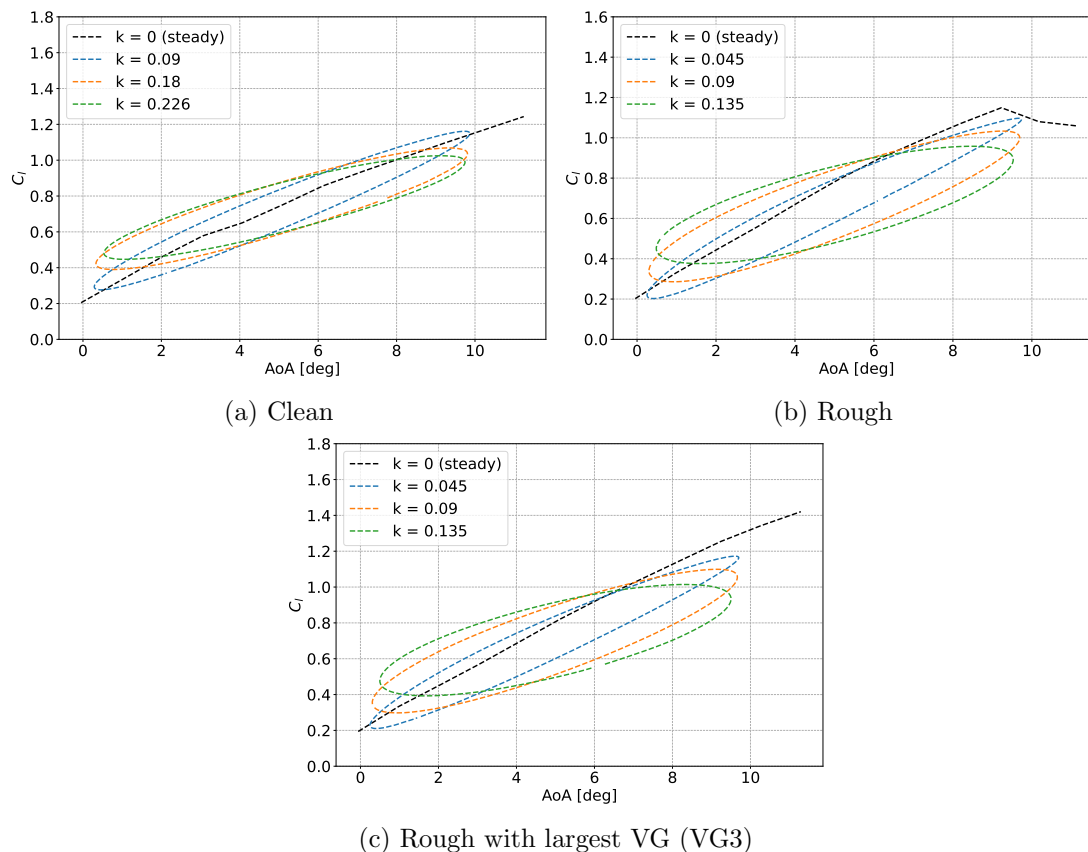 1.8
1.6
1.4
1.2
1.0
0.8
0.6
0.4
0.2
0.0
C_l
k = 0 (steady)
k = 0.09
k = 0.18
k = 0.226
0 2 4 6 8 10
AoA [deg]
(a) Clean
1.6
1.4
1.2
1.0
0.8
0.6
0.4
0.2
0.0
C_l
k = 0 (steady)
k = 0.045
k = 0.09
k = 0.135
0 2 4 6 8 10
AoA [deg]
(b) Rough
1.8
1.6
1.4
1.2
1.0
0.8
0.6
0.4
0.2
0.0
C_l
k = 0 (steady)
k = 0.045
k = 0.09
k = 0.135
0 2 4 6 8 10
AoA [deg]
(c) Rough with largest VG (VG3)